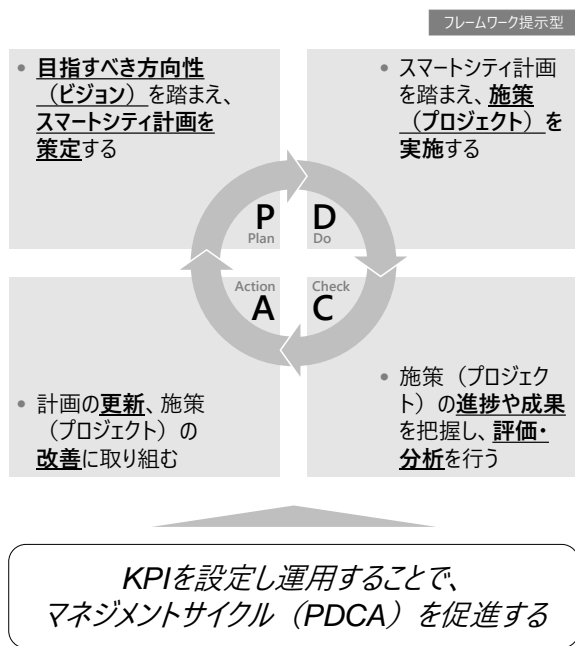 フレームワーク提示型
• 目指すべき方向性
（ビジョン）を踏まえ、
スマートシティ計画を
策定する
• スマートシティ計画
を踏まえ、施策
（プロジェクト）を
実施する
P
Plan
D
Do
Action
A
Check
C
• 計画の更新、施策
（プロジェクト）の
改善に取り組む
• 施策（プロジェク
ト）の進捗や成果
を把握し、評価・
分析を行う
KPIを設定し運用することで、
マネジメントサイクル（PDCA）を促進する